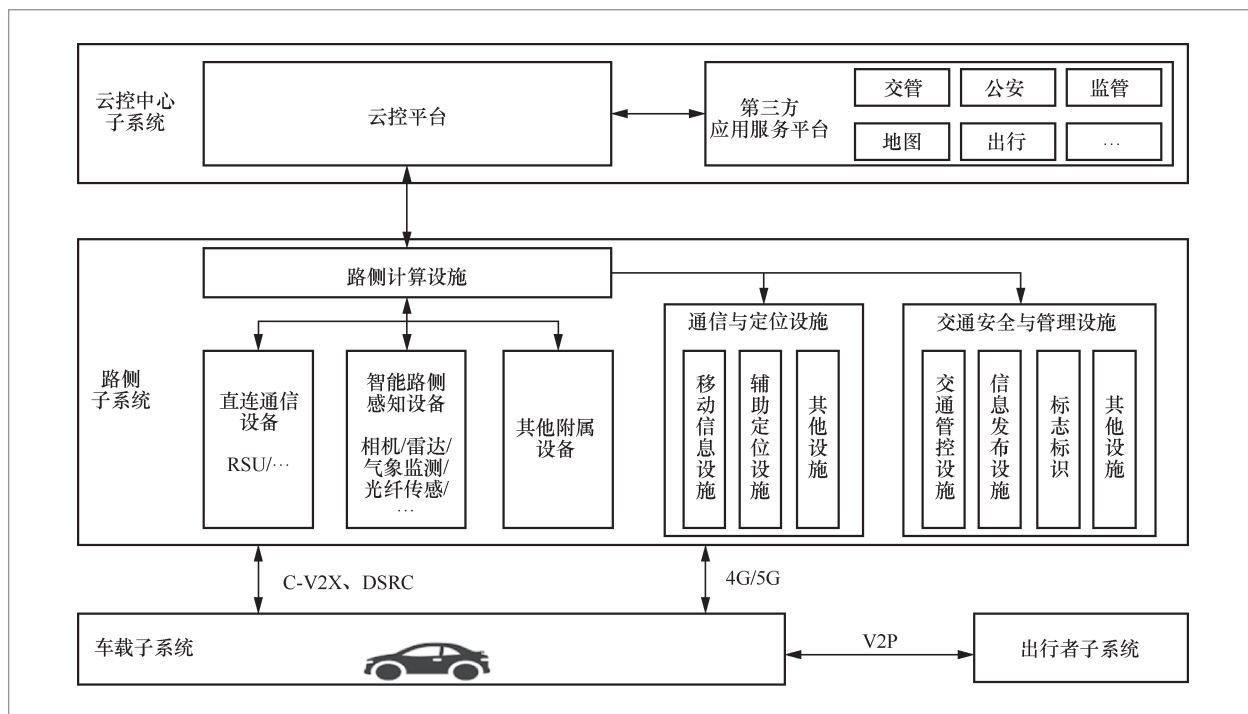 云控中心
子系统
云控平台
第三方
应用服务平台
交管
公安
监管
地图
出行
…
路侧
子系统
路侧计算设施
直连通信
设备
RSU/…
智能路侧
感知设备
相机/雷达/
气象监测/
光纤传感/
…
其他附属
设备
通信与定位设施
移动信息设施
辅助定位设施
其他设施
交通安全与管理设施
交通管控设施
信息发布设施
标志标识
其他设施
C-V2X、DSRC
4G/5G
车载子系统
V2P
出行者子系统